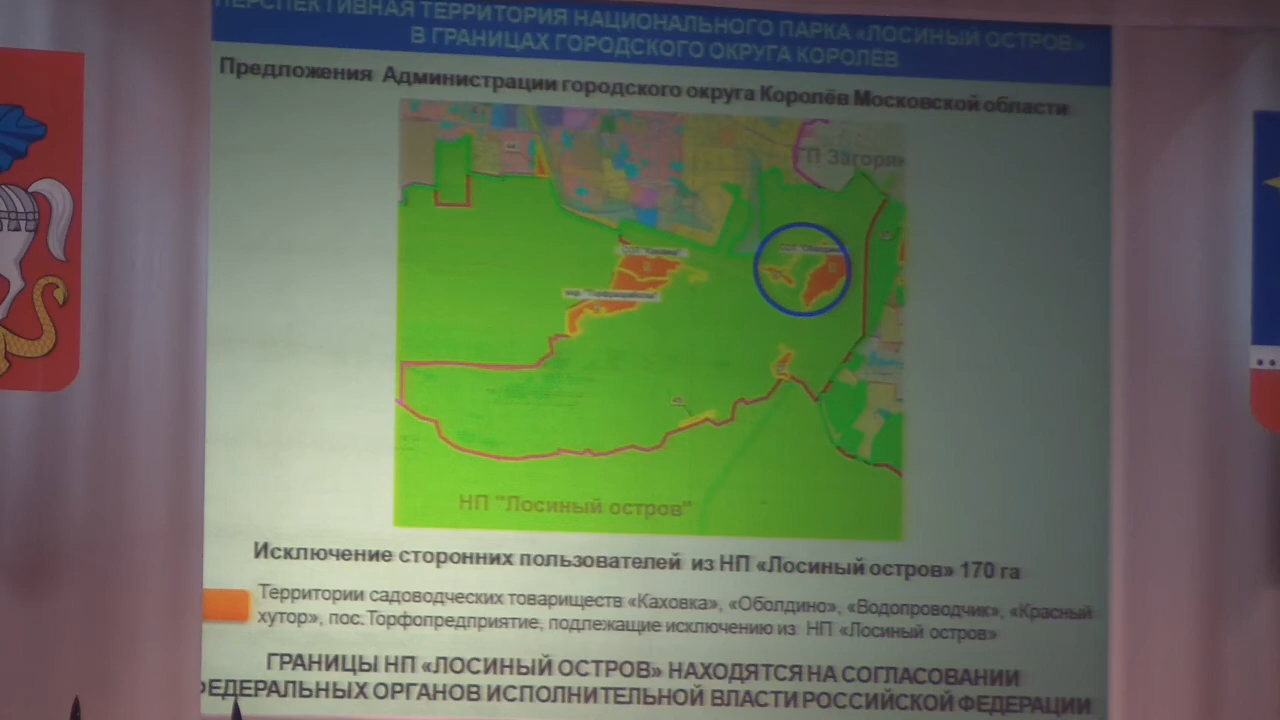 ПЕРСПЕКТИВНАЯ ТЕРРИТОРИЯ НАЦИОНАЛЬНОГО ПАРКА «ЛОСИНЫЙ ОСТРОВ»
В ГРАНИЦАХ ГОРОДСКОГО ОКРУГА КОРОЛЁВ
Предложения Администрации городского округа Королёв Московской области
ГП Загорян
НП "Лосиный остров"
Исключение сторонних пользователей из НП «Лосиный остров» 170 га
Территории садоводческих товариществ «Каховка», «Оболдино», «Водопроводчик», «Красный
хутор», пос. Торфопредприятие, подлежащие исключению из НП «Лосиный остров»
ГРАНИЦЫ НП «ЛОСИНЫЙ ОСТРОВ» НАХОДЯТСЯ НА СОГЛАСОВАНИИ
ФЕДЕРАЛЬНЫХ ОРГАНОВ ИСПОЛНИТЕЛЬНОЙ ВЛАСТИ РОССИЙСКОЙ ФЕДЕРАЦИИ